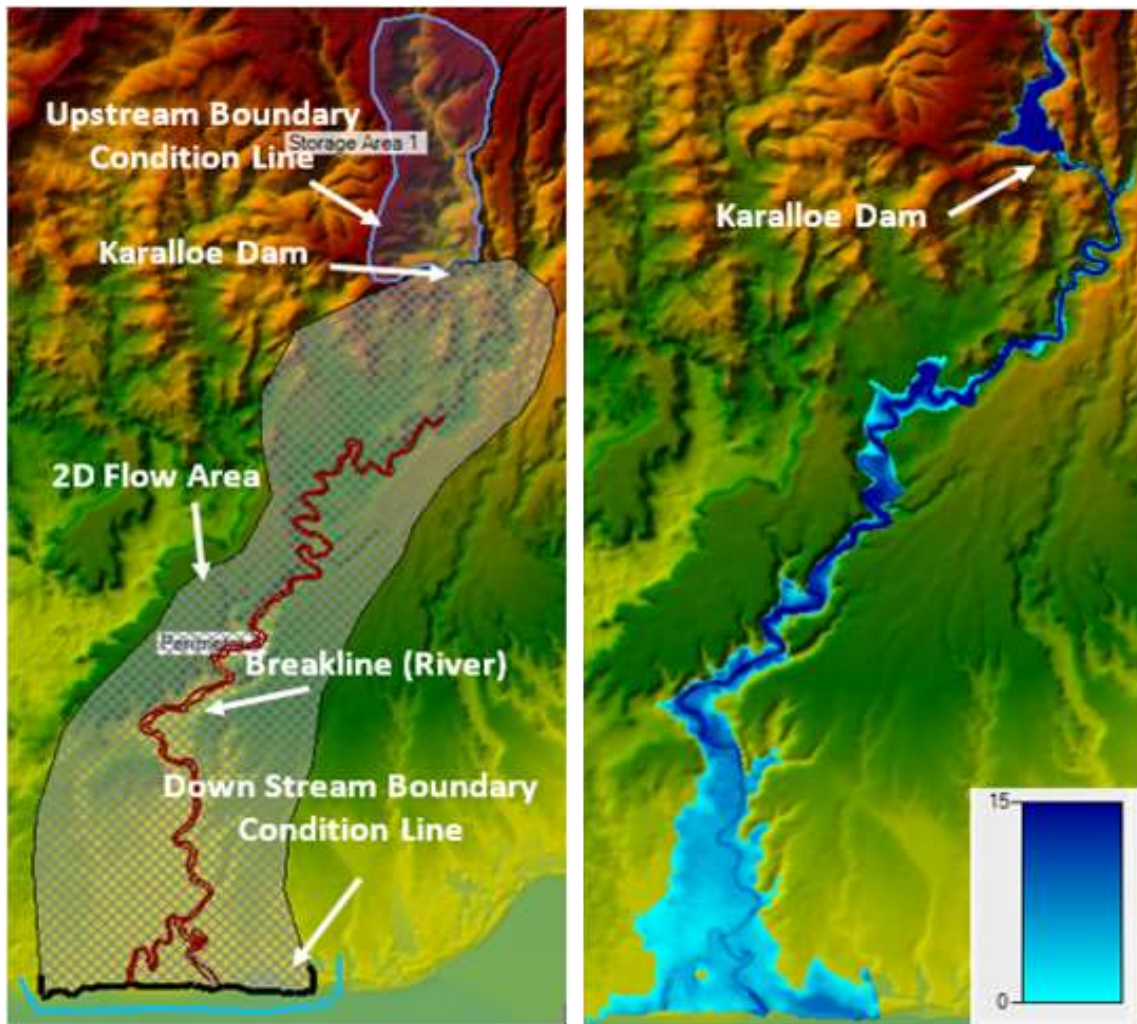 Upstream Boundary
Storage Area 1
Condition Line
Karalloe Dam
2D Flow Area
Breakline (River)
Down Stream Boundary
Condition Line
Karalloe Dam
15
0